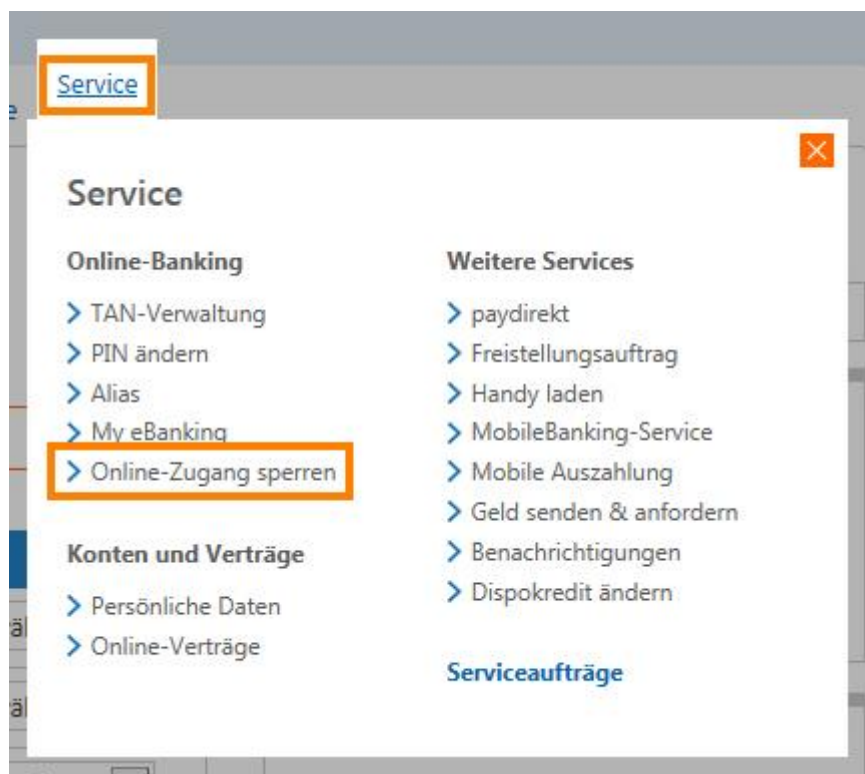 Service
Service
Online-Banking
TAN-Verwaltung
PIN ändern
Alias
My eBanking
Online-Zugang sperren
Konten und Verträge
Persönliche Daten
Online-Verträge
Weitere Services
paydirekt
Freistellungsauftrag
Handy laden
MobileBanking-Service
Mobile Auszahlung
Geld senden & anfordern
Benachrichtigungen
Dispokredit ändern
Serviceaufträge